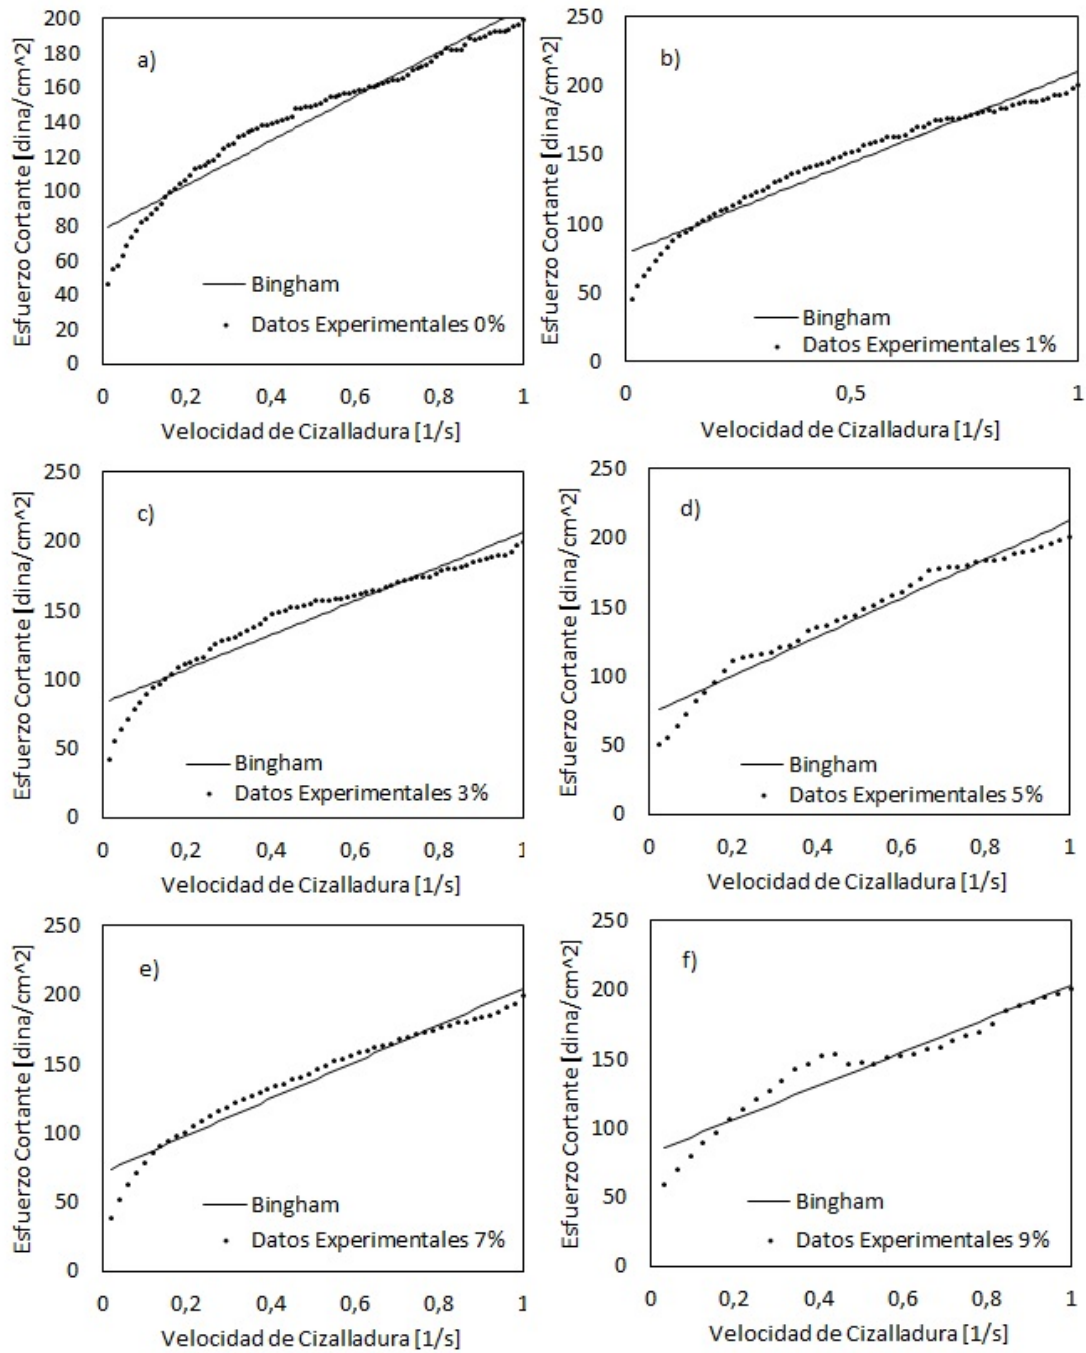 200
180
160
140
120
100
80
60
40
20
0
Esfuerzo Cortante [dina/cm^2]
a)
Bingham
Datos Experimentales 0%
0 0,2 0,4 0,6 0,8 1
Velocidad de Cizalladura [1/s]
250
200
150
100
50
0
Esfuerzo Cortante [dina/cm^2]
b)
Bingham
Datos Experimentales 1%
0 0,5 1
Velocidad de Cizalladura [1/s]
250
200
150
100
50
0
Esfuerzo Cortante [dina/cm^2]
c)
Bingham
Datos Experimentales 3%
0 0,2 0,4 0,6 0,8 1
Velocidad de Cizalladura [1/s]
250
200
150
100
50
0
Esfuerzo Cortante [dina/cm^2]
d)
Bingham
Datos Experimentales 5%
0 0,2 0,4 0,6 0,8 1
Velocidad de Cizalladura [1/s]
250
200
150
100
50
0
Esfuerzo Cortante [dina/cm^2]
e)
Bingham
Datos Experimentales 7%
0 0,2 0,4 0,6 0,8 1
Velocidad de Cizalladura [1/s]
250
200
150
100
50
0
Esfuerzo Cortante [dina/cm^2]
f)
Bingham
Datos Experimentales 9%
0 0,2 0,4 0,6 0,8 1
Velocidad de Cizalladura [1/s]